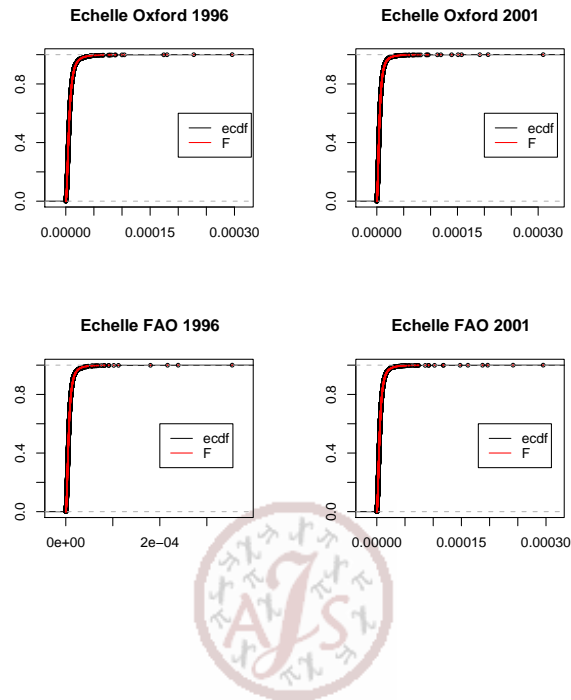 Echelle Oxford 1996
0.0 0.4 0.8
ecdf
F
0.00000 0.00015 0.00030
Echelle Oxford 2001
0.0 0.4 0.8
ecdf
F
0.00000 0.00015 0.00030
Echelle FAO 1996
0.0 0.4 0.8
ecdf
F
0e+00 2e−04
Echelle FAO 2001
0.0 0.4 0.8
ecdf
F
0.00000 0.00015 0.00030
AJS